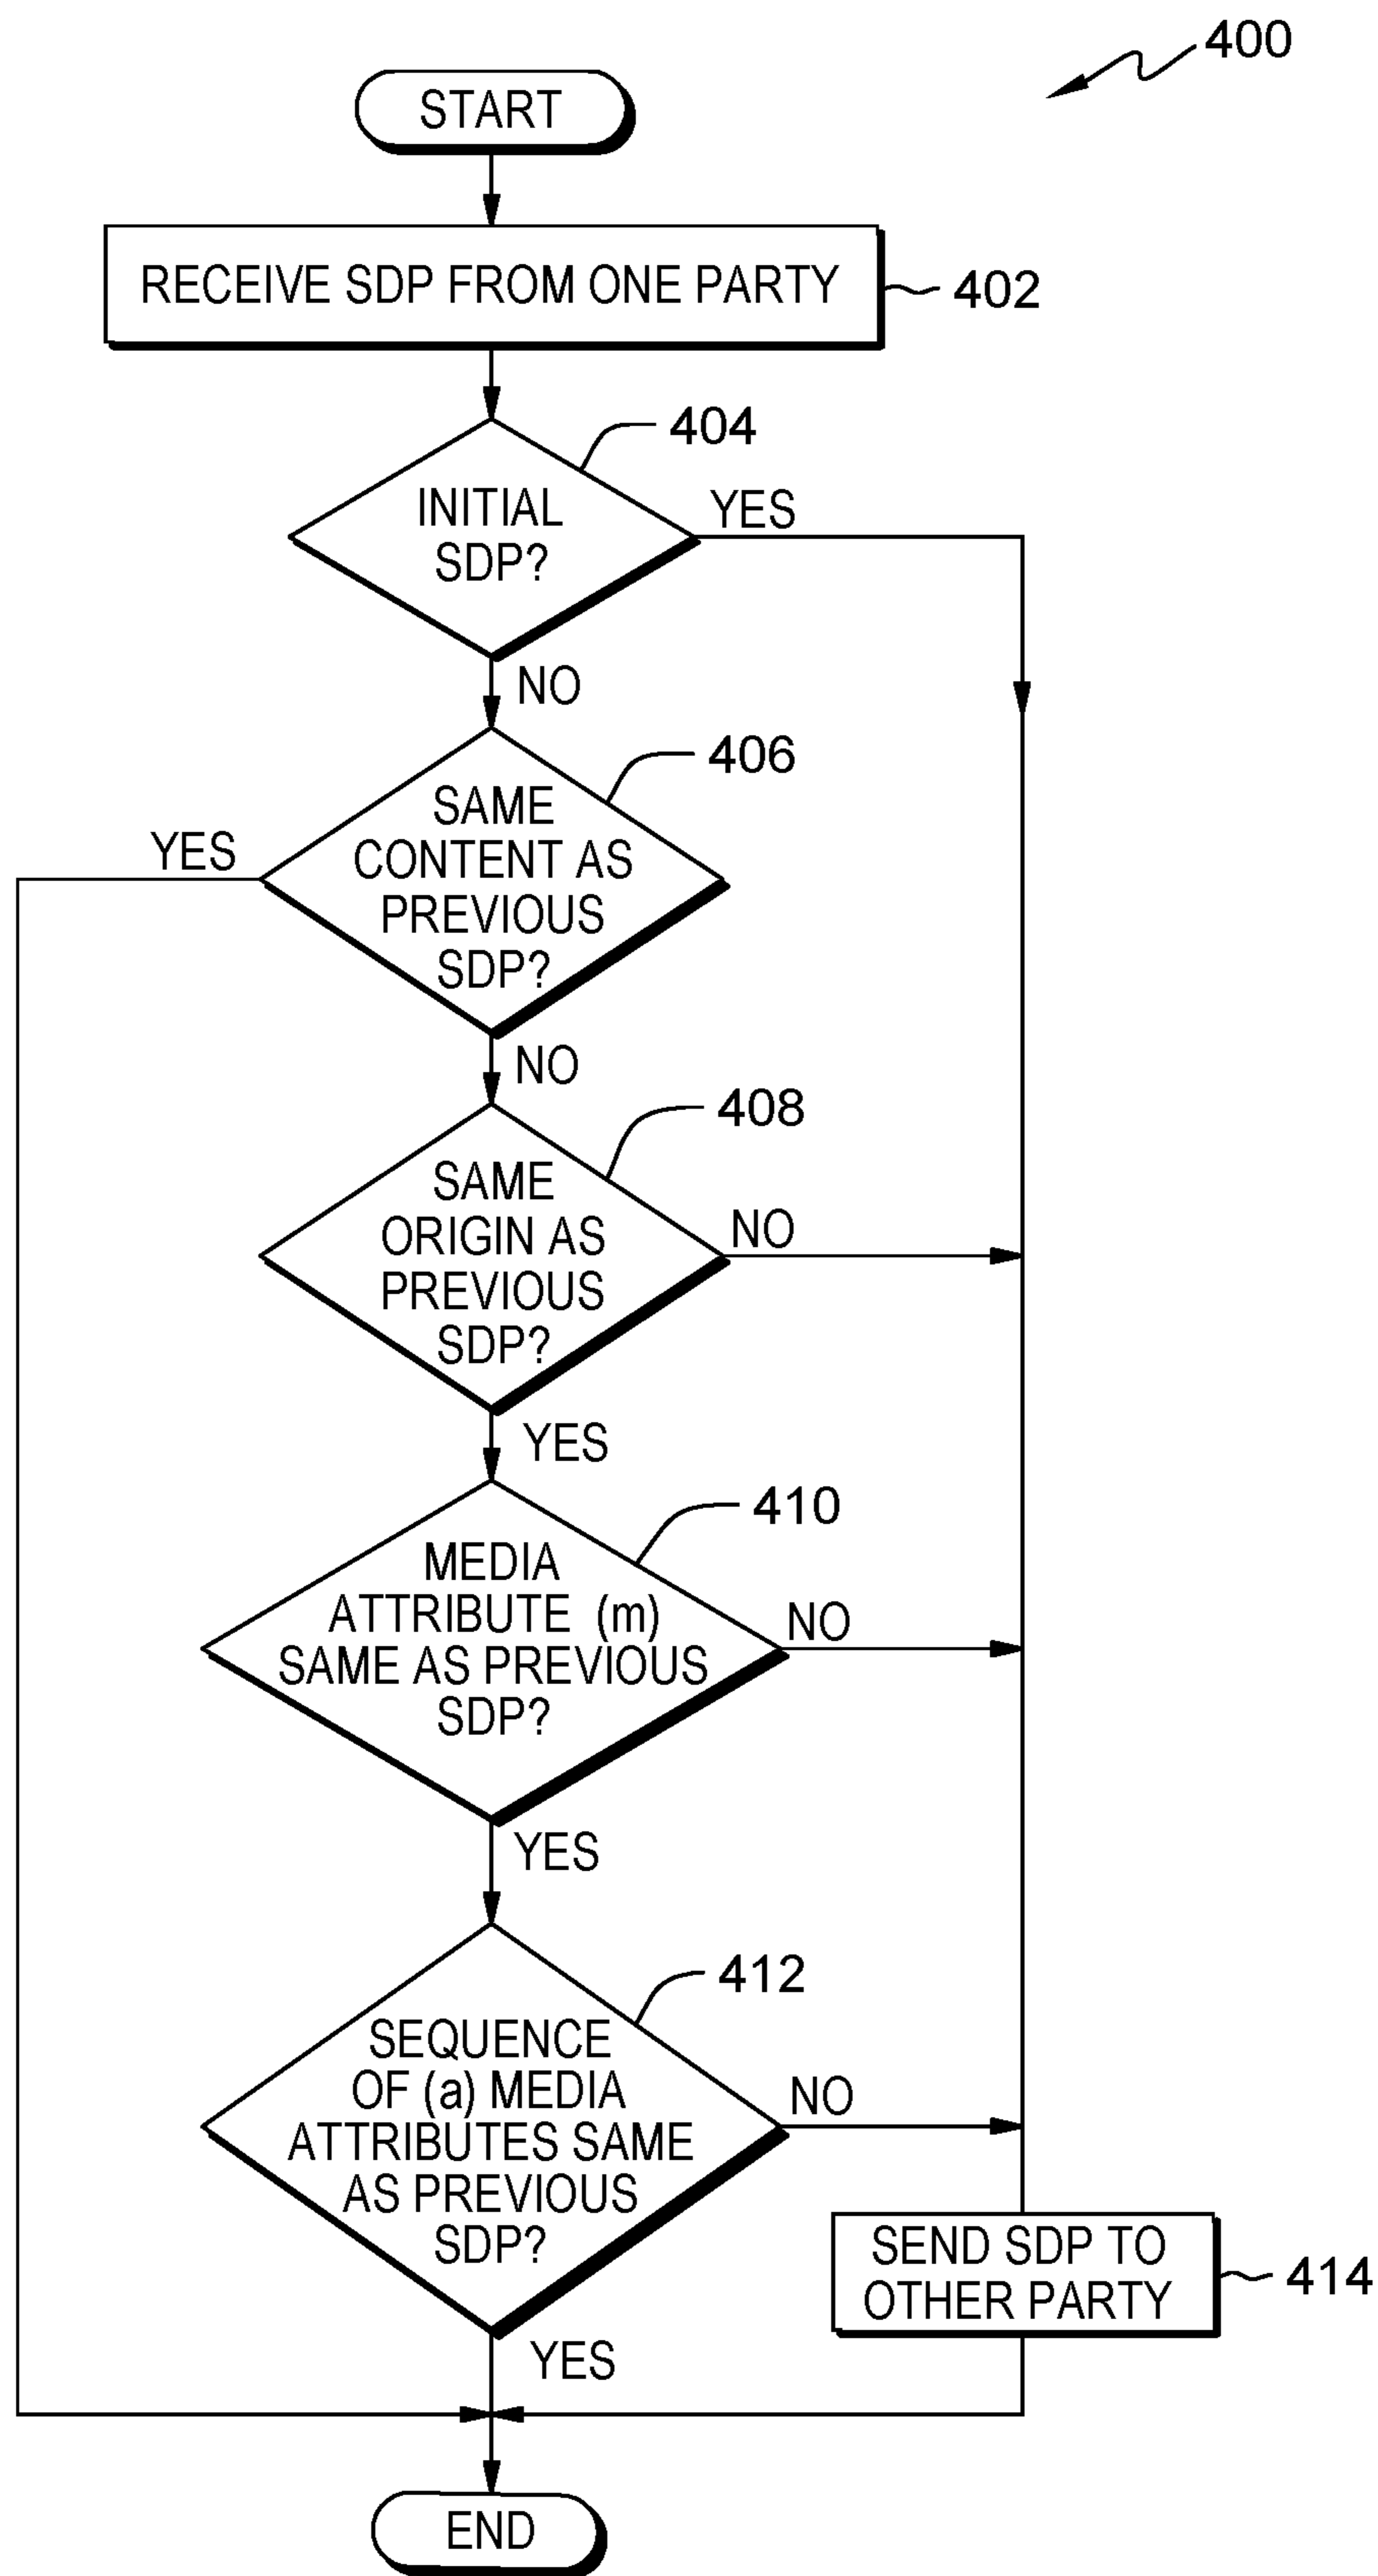 400
START
RECEIVE SDP FROM ONE PARTY
402
404
INITIAL
SDP?
YES
NO
406
SAME
CONTENT AS
PREVIOUS
SDP?
YES
NO
408
SAME
ORIGIN AS
PREVIOUS
SDP?
NO
YES
410
MEDIA
ATTRIBUTE (m)
SAME AS PREVIOUS
SDP?
NO
YES
412
SEQUENCE
OF (a) MEDIA
ATTRIBUTES SAME
AS PREVIOUS
SDP?
NO
SEND SDP TO
OTHER PARTY
414
YES
END